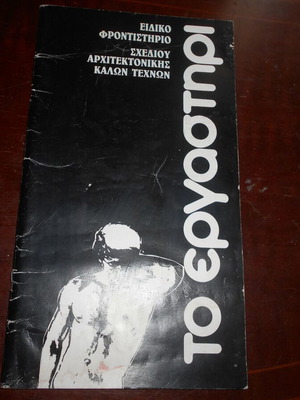 ΕΙΔΙΚΟ
ΦΡΟΝΤΙΣΤΗΡΙΟ
ΣΧΕΔΙΟΥ
ΑΡΧΙΤΕΚΤΟΝΙΚΗΣ
ΚΑΛΩΝ ΤΕΧΝΩΝ
το εργαστηρι